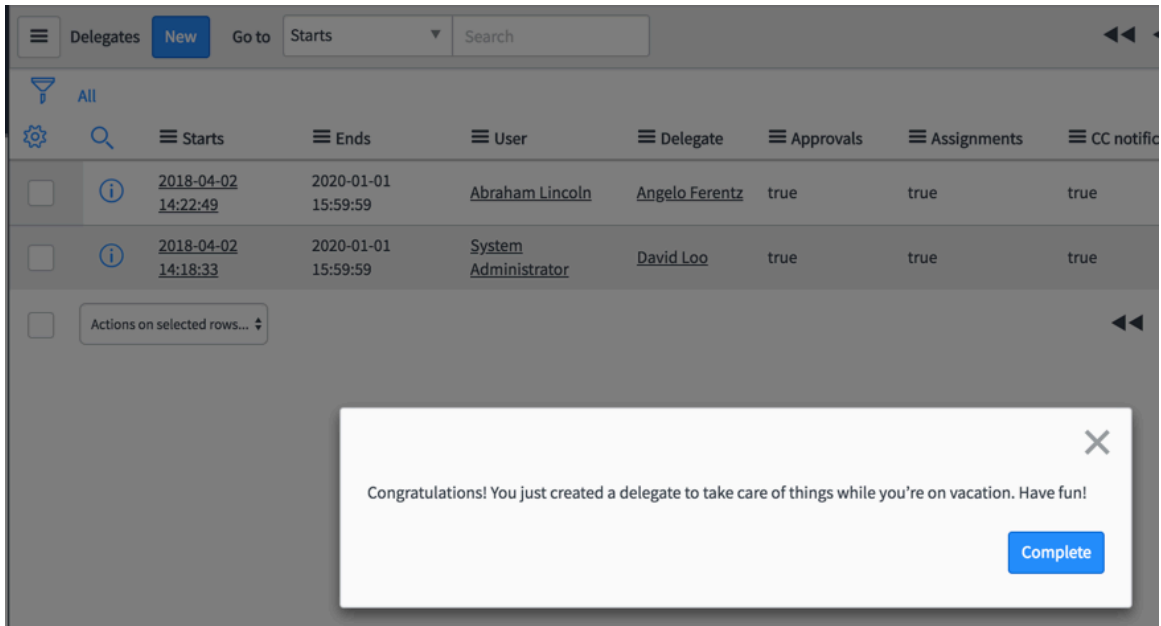 Delegates New Go to Starts Search
All
Starts Ends User Delegate Approvals Assignments CC notific
2018-04-02 14:22:49 2020-01-01 15:59:59 Abraham Lincoln Angelo Ferentz true true true
2018-04-02 14:18:33 2020-01-01 15:59:59 System Administrator David Loo true true true
Actions on selected rows...
Congratulations! You just created a delegate to take care of things while you’re on vacation. Have fun!
Complete